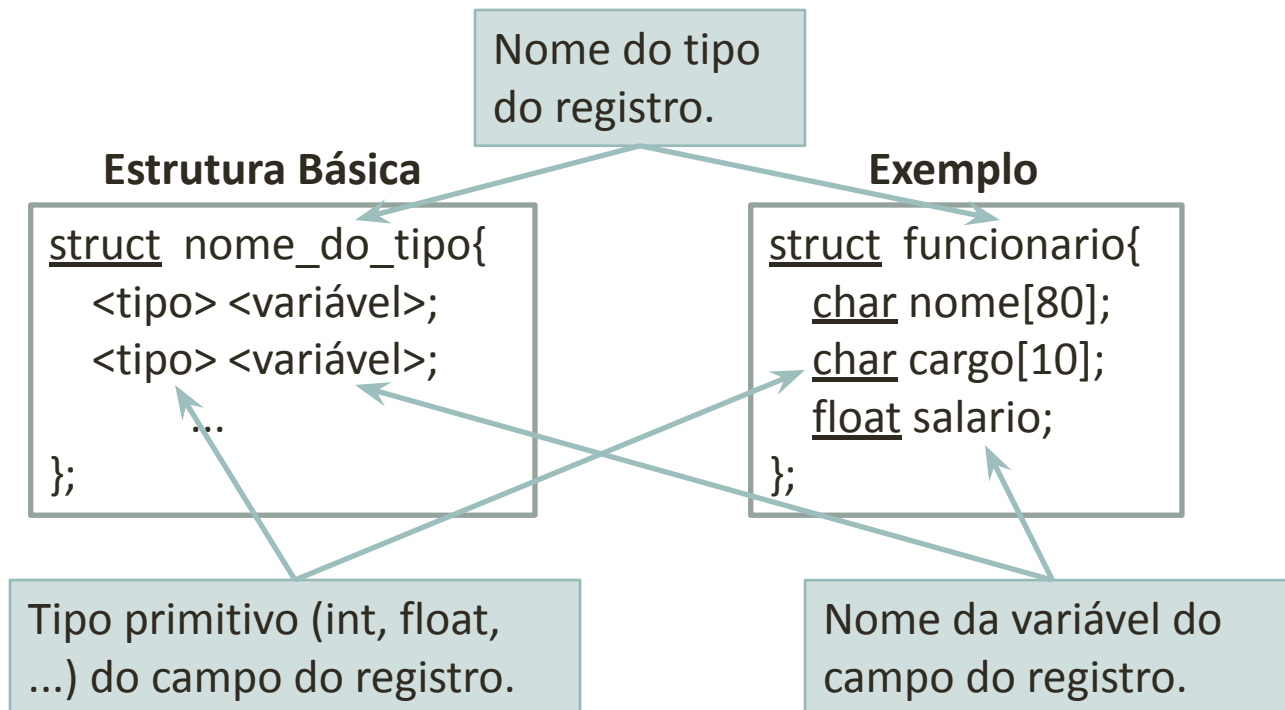 Nome do tipo
do registro.
Estrutura Básica
struct nome_do_tipo{
<tipo> <variável>;
<tipo> <variável>;
...
};
Exemplo
struct funcionario{
char nome[80];
char cargo[10];
float salario;
};
Tipo primitivo (int, float,
...) do campo do registro.
Nome da variável do
campo do registro.